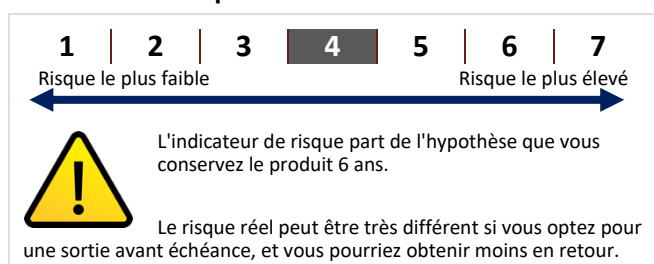 1 2 3 4 5 6 7
Risque le plus faible Risque le plus élevé
L'indicateur de risque part de l'hypothèse que vous
conservez le produit 6 ans.
Le risque réel peut être très différent si vous optez pour
une sortie avant échéance, et vous pourriez obtenir moins en retour.